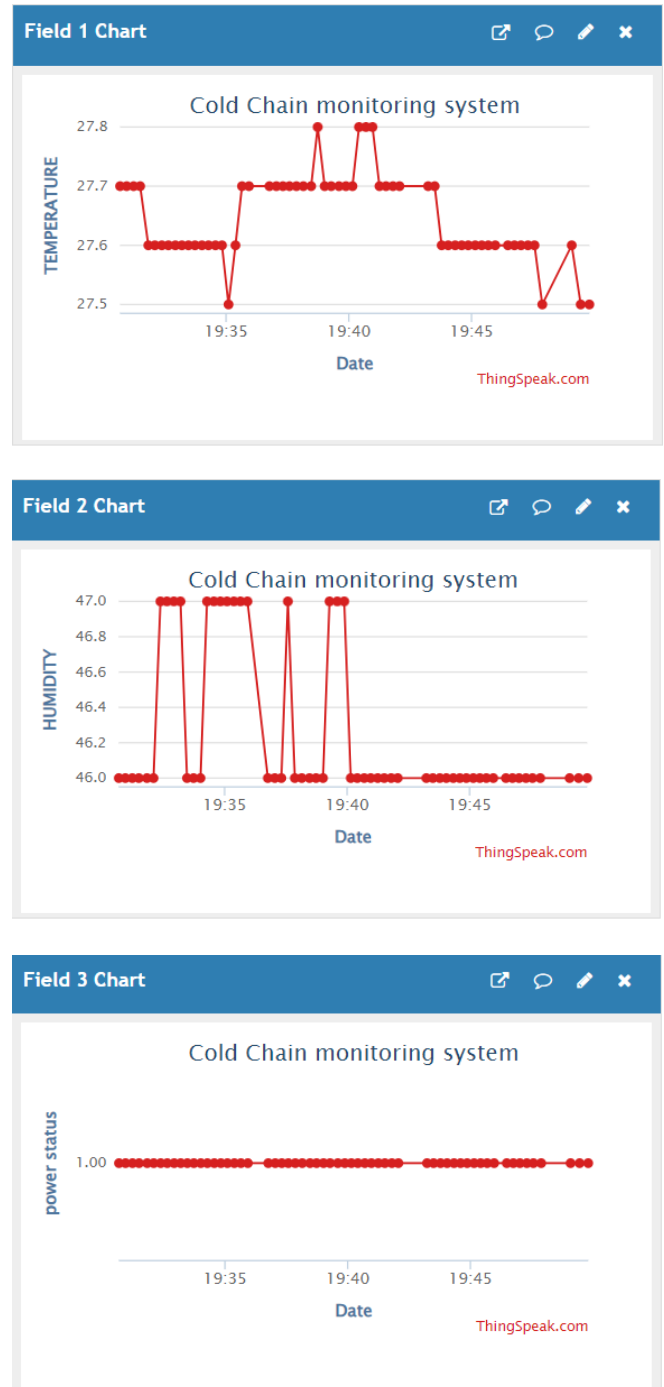 Field 1 Chart
Cold Chain monitoring system
27.8
27.7
27.6
27.5
TEMPERATURE
19:35 19:40 19:45
Date
ThingSpeak.com
Field 2 Chart
Cold Chain monitoring system
47.0
46.8
46.6
46.4
46.2
46.0
HUMIDITY
19:35 19:40 19:45
Date
ThingSpeak.com
Field 3 Chart
Cold Chain monitoring system
1.00
power status
19:35 19:40 19:45
Date
ThingSpeak.com